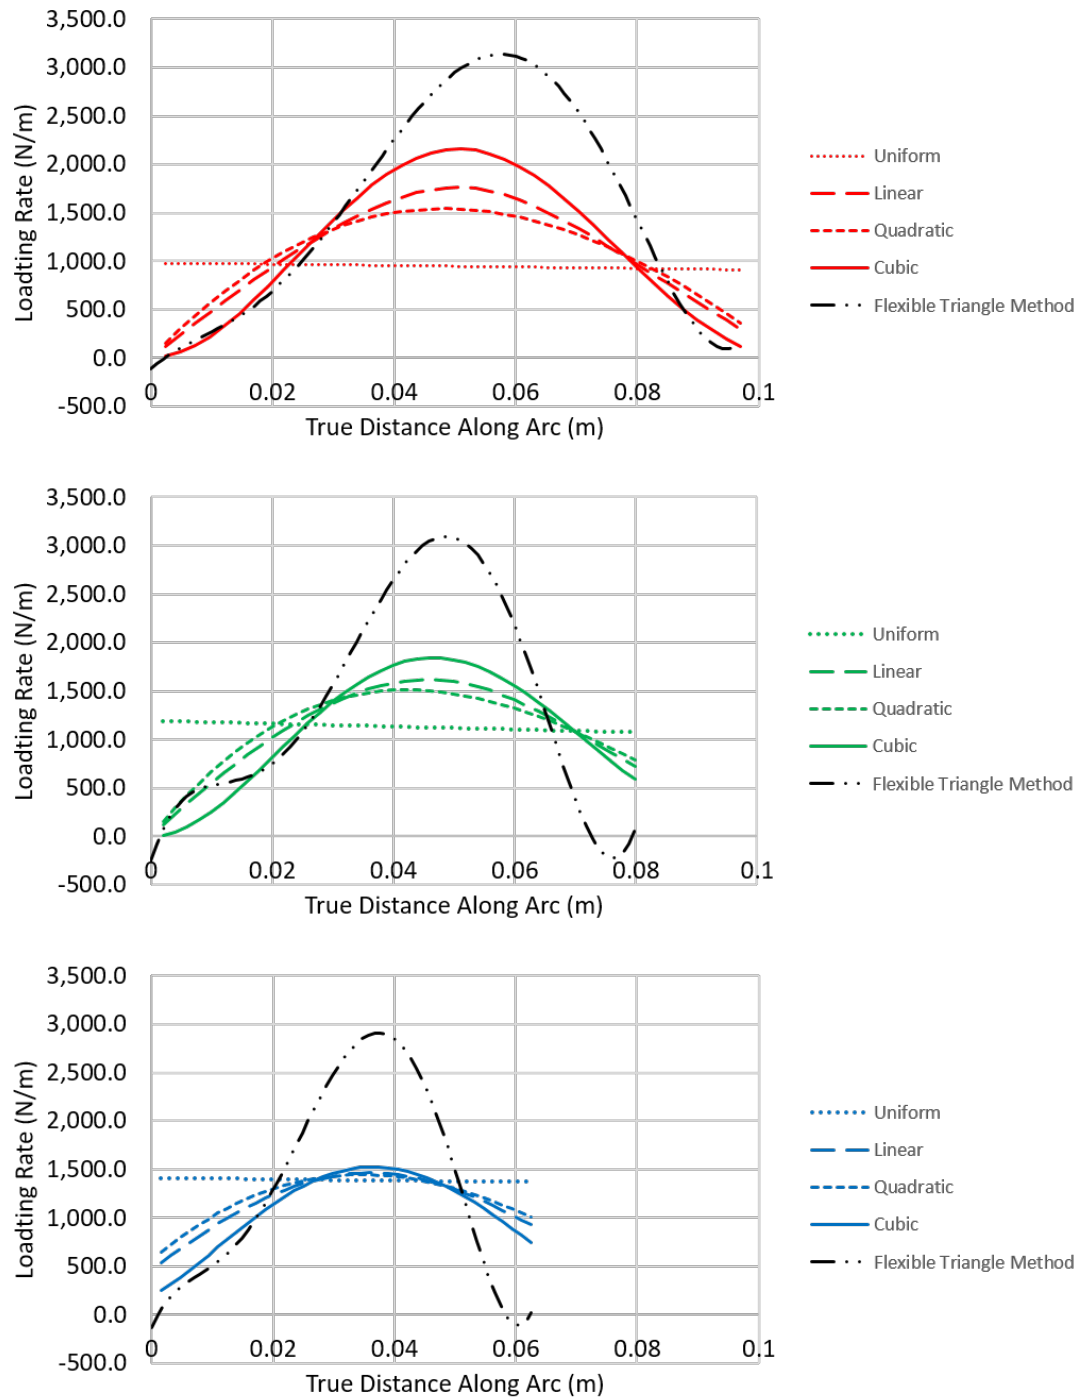 3,500.0
3,000.0
2,500.0
2,000.0
1,500.0
1,000.0
500.0
0.0
-500.0
Loadting Rate (N/m)
0 0.02 0.04 0.06 0.08 0.1
True Distance Along Arc (m)
Uniform
Linear
Quadratic
Cubic
Flexible Triangle Method
3,500.0
3,000.0
2,500.0
2,000.0
1,500.0
1,000.0
500.0
0.0
-500.0
Loadting Rate (N/m)
0 0.02 0.04 0.06 0.08 0.1
True Distance Along Arc (m)
Uniform
Linear
Quadratic
Cubic
Flexible Triangle Method
3,500.0
3,000.0
2,500.0
2,000.0
1,500.0
1,000.0
500.0
0.0
-500.0
Loadting Rate (N/m)
0 0.02 0.04 0.06 0.08 0.1
True Distance Along Arc (m)
Uniform
Linear
Quadratic
Cubic
Flexible Triangle Method